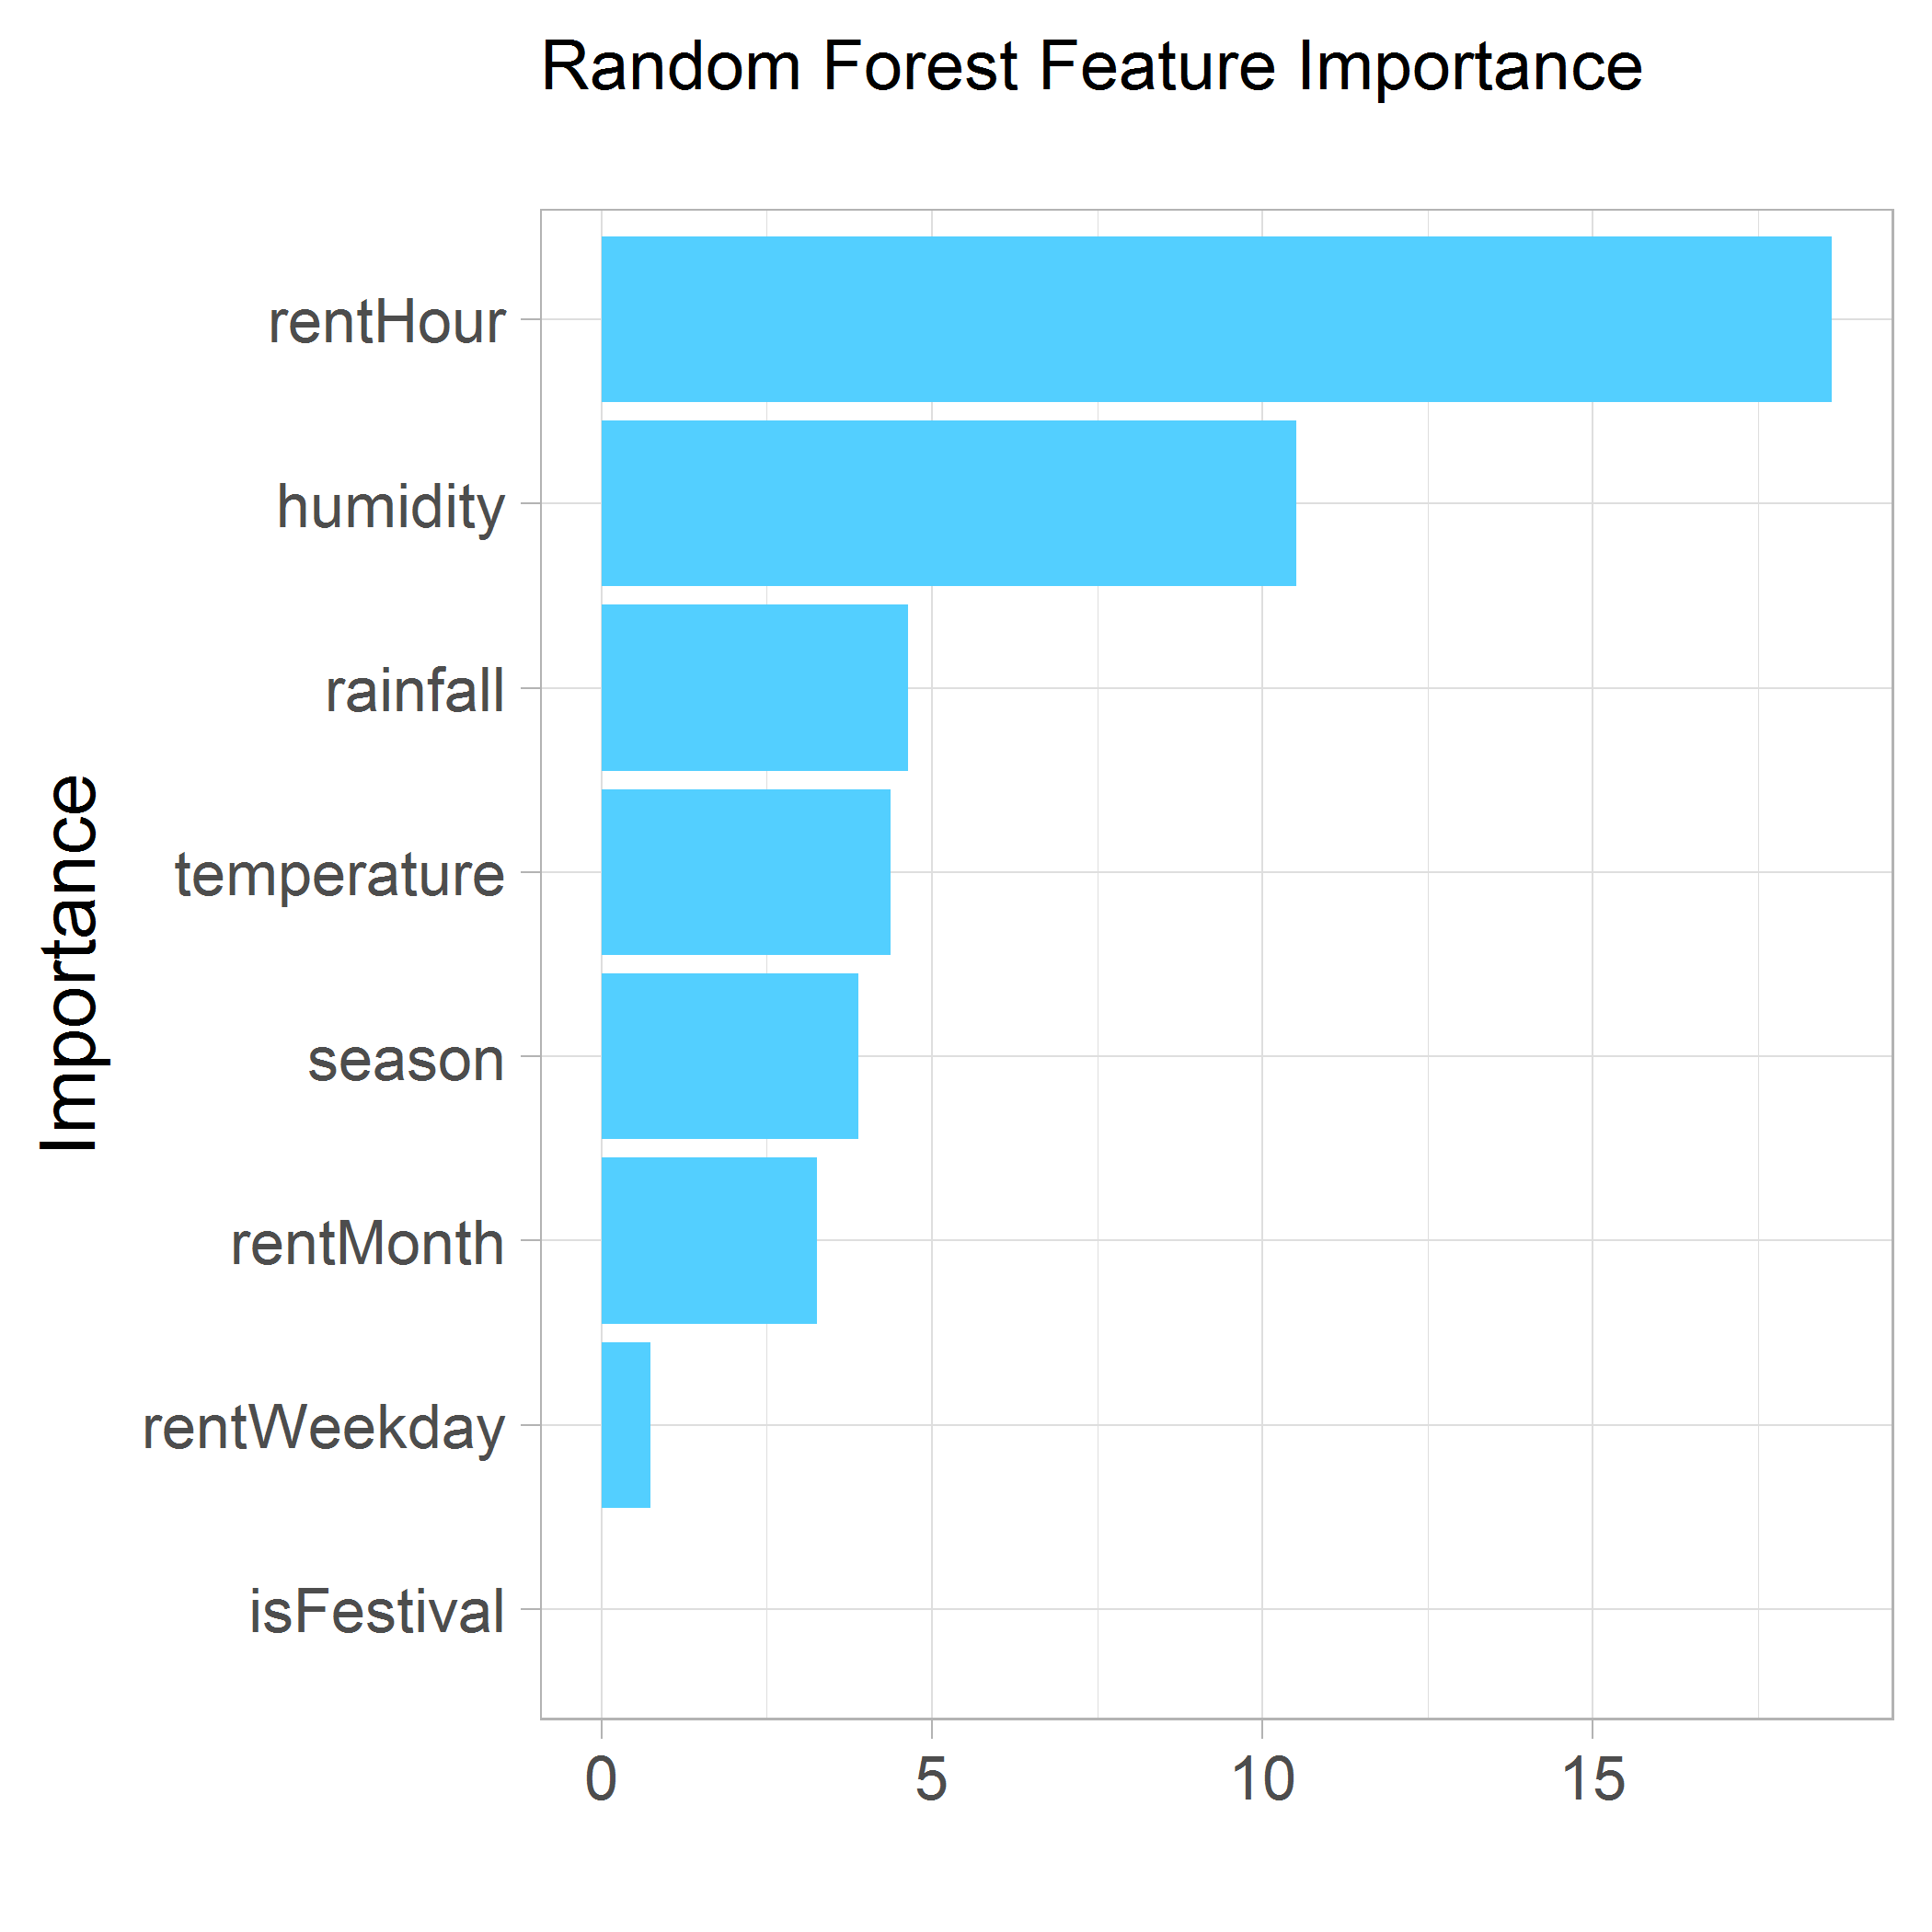 Random Forest Feature Importance
Importance
rentHour
humidity
rainfall
temperature
season
rentMonth
rentWeekday
isFestival
0 5 10 15